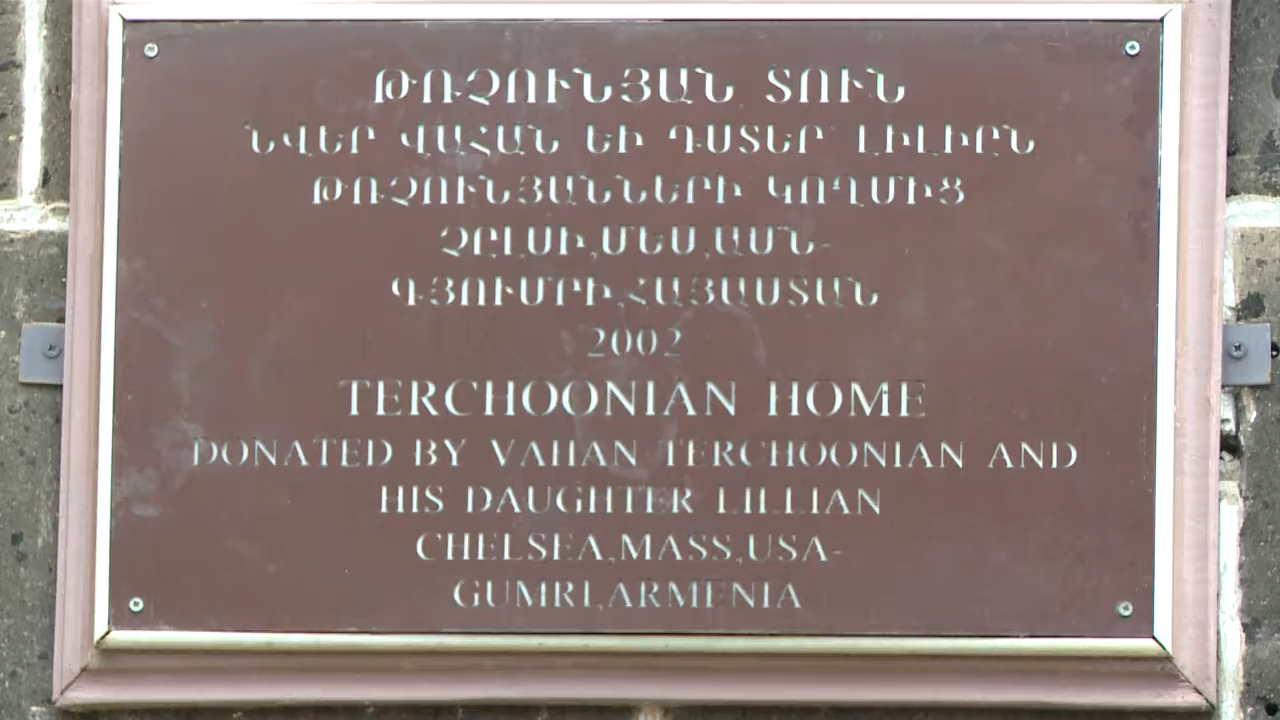 ԹՌՉՈՒՆՅԱՆ ՏՈՒՆ
ՆՎԵՐ ՎԱՀԱՆ ԵՒ ԴՍՏԵՐ ԼԻԼԻԸՆ
ԹՌՉՈՒՆՅԱՆՆԵՐԻ ԿՈՂՄԻՑ
ՉԸԼՍԻ,ՄԵՍ,ԱՄՆ-
ԳՅՈՒՄՐԻ,ՀԱՅԱՍՏԱՆ
2002
TERCHOONIAN HOME
DONATED BY VAHAN TERCHOONIAN AND
HIS DAUGHTER LILLIAN
CHELSEA,MASS,USA-
GUMRI,ARMENIA